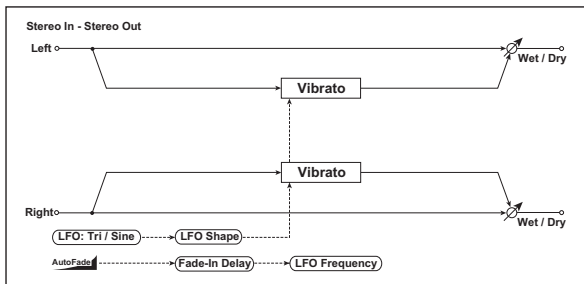 Stereo In - Stereo Out
Left
Wet / Dry
Vibrato
Vibrato
Right
Wet / Dry
LFO: Tri / Sine
LFO Shape
AutoFade
Fade-In Delay
LFO Frequency